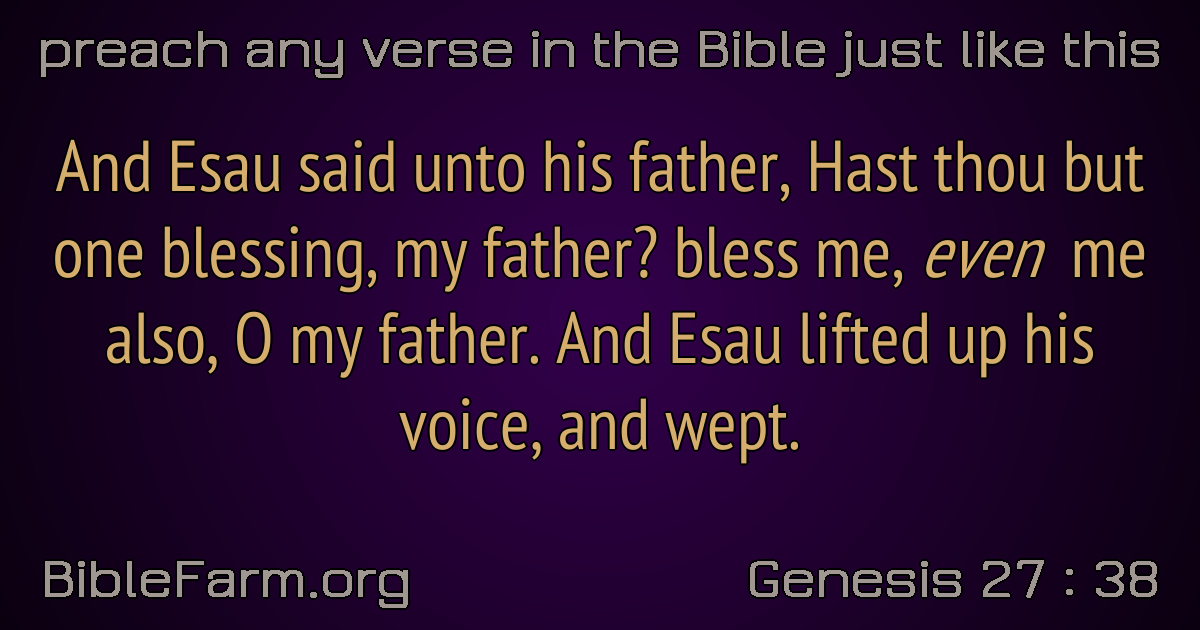 preach any verse in the Bible just like this
And Esau said unto his father, Hast thou but
one blessing, my father? bless me, even me
also, O my father. And Esau lifted up his
voice, and wept.
BibleFarm.org
Genesis 27 : 38